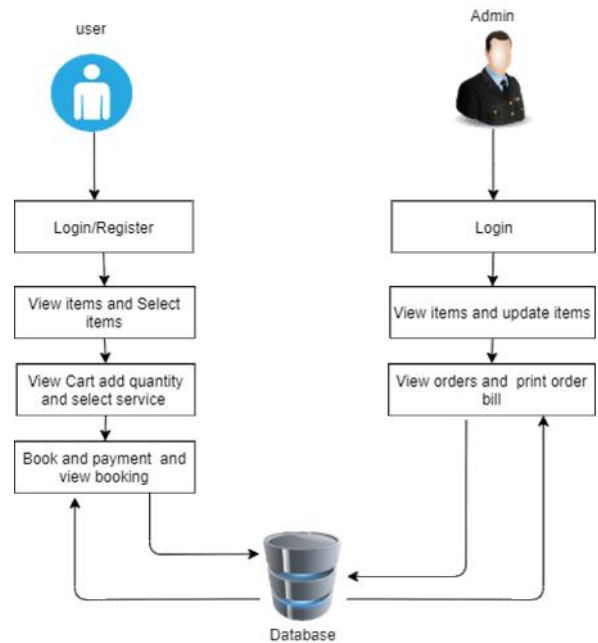 user
Admin
Login/Register
Login
View items and Select
items
View items and update items
View Cart add quantity
and select service
View orders and print order
bill
Book and payment and
view booking
Database